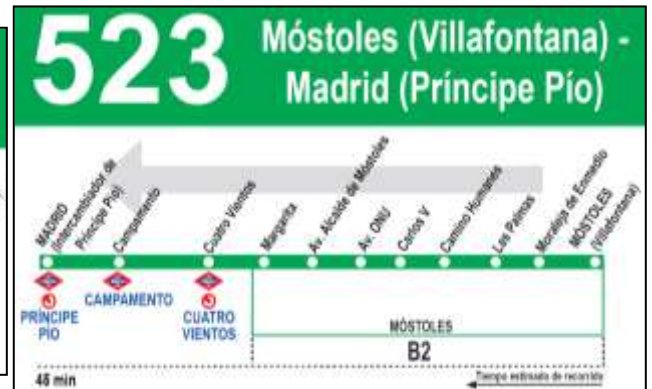 523
Móstoles (Villafontana) -
Madrid (Príncipe Pío)
MADRID
(Intercambiador de
Príncipe Pío)
Campamento
Cuatro Vientos
Margarita
Av. Alcalde de Móstoles
Av. ONU
Carlos V
Camino Humanes
Las Palmas
Moraleja de Enmedio
MÓSTOLES
(Villafontana)
PRÍNCIPE
PÍO
CAMPAMENTO
CUATRO
VIENTOS
MÓSTOLES
B2
45 min
Tiempo estimado de recorrido